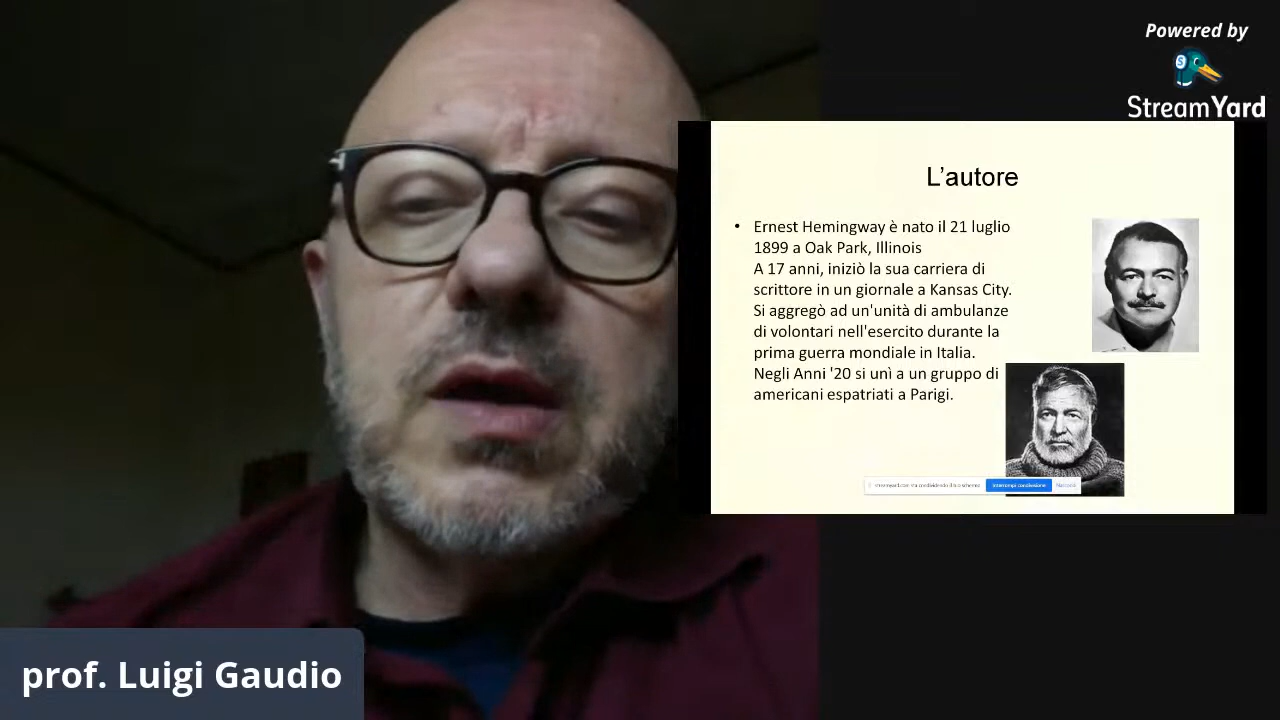 Powered by
StreamYard
L'autore
• Ernest Hemingway è nato il 21 luglio
1899 a Oak Park, Illinois
A 17 anni, iniziò la sua carriera di
scrittore in un giornale a Kansas City.
Si aggregò ad un'unità di ambulanze
di volontari nell'esercito durante la
prima guerra mondiale in Italia.
Negli Anni '20 si unì a un gruppo di
americani espatriati a Parigi.
Interrompi condivisione
prof. Luigi Gaudio